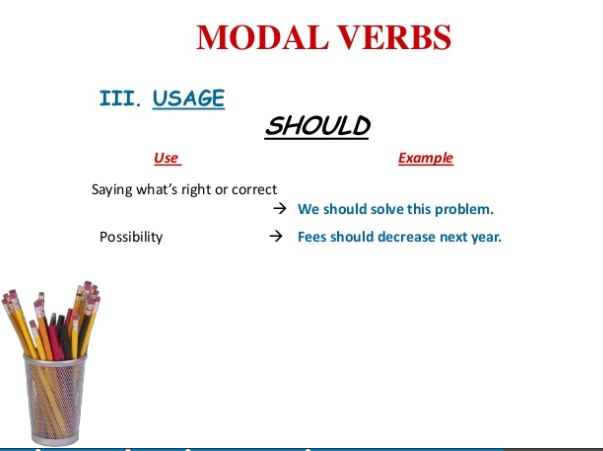 MODAL VERBS
III. USAGE
SHOULD
Use Example
Saying what's right or correct
→ We should solve this problem.
Possibility → Fees should decrease next year.